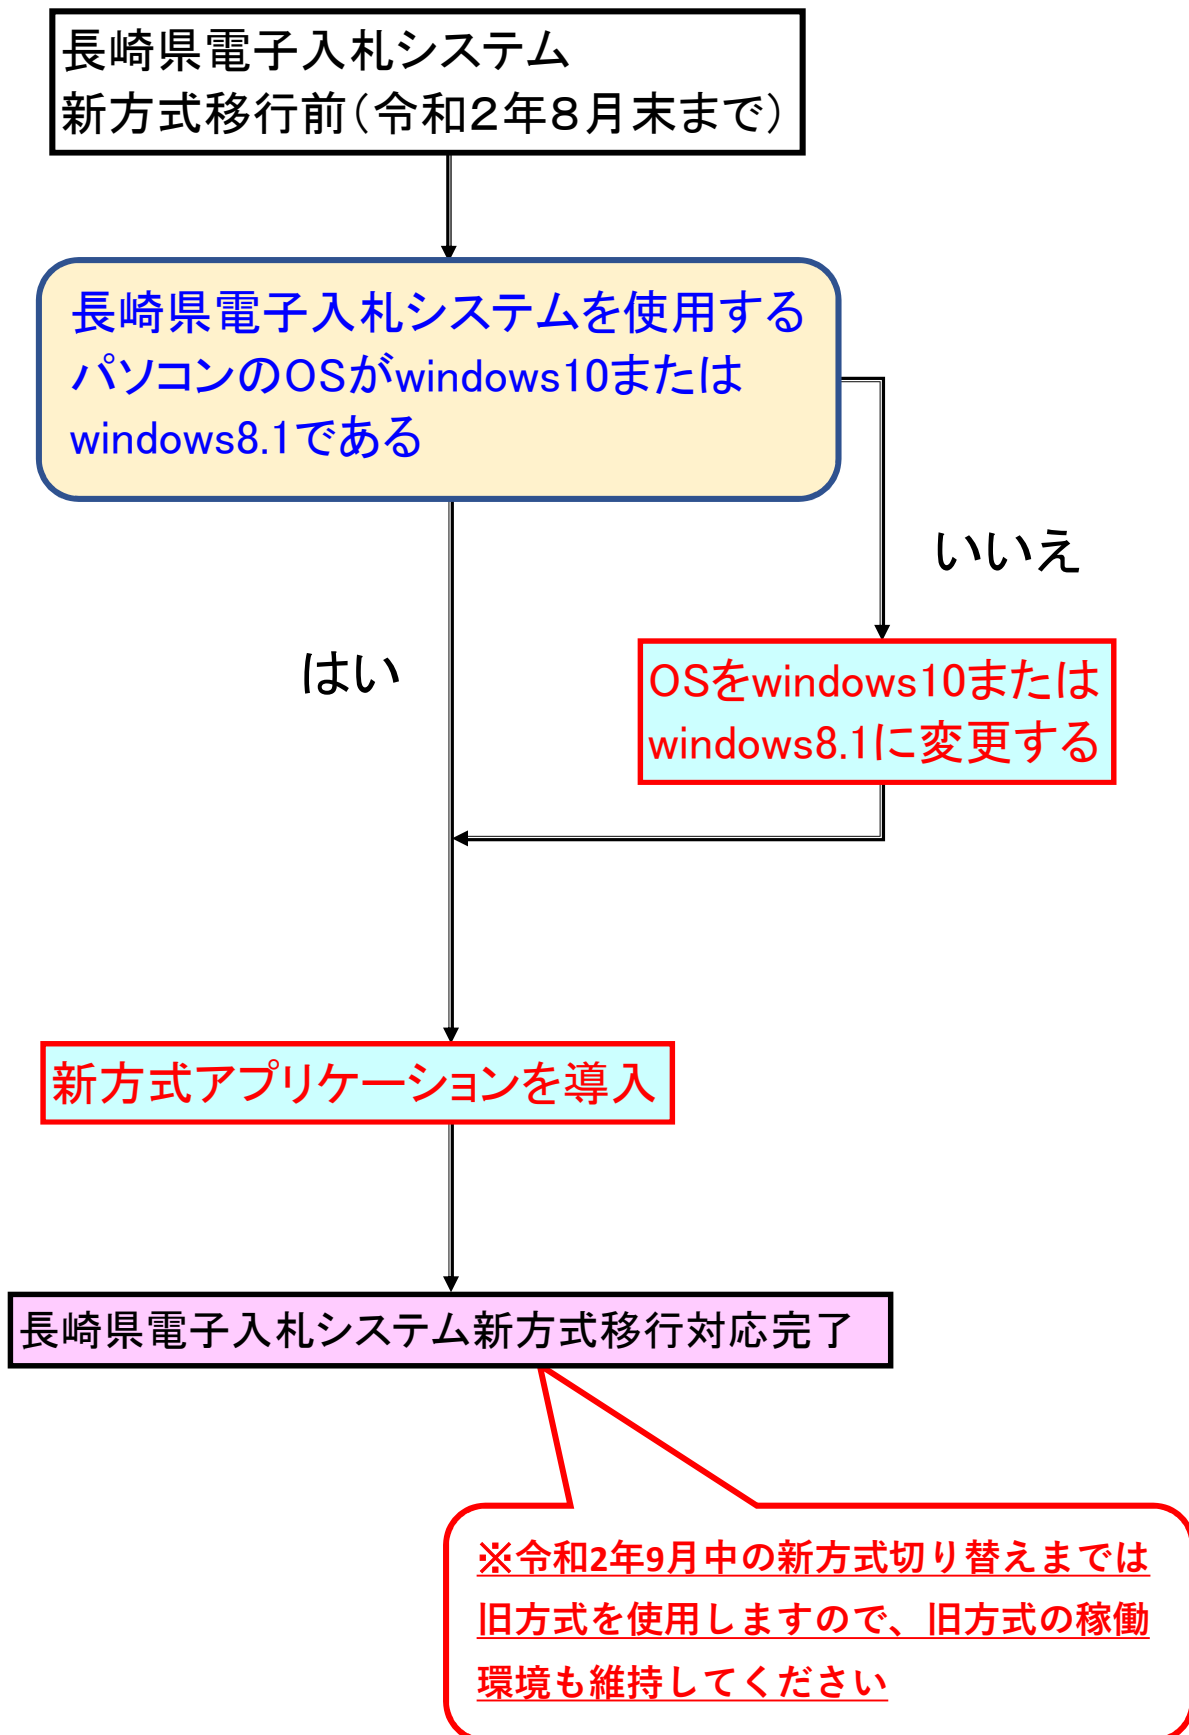 長崎県電子入札システム
新方式移行前（令和２年８月末まで）
長崎県電子入札システムを使用する
パソコンのOSがwindows10または
windows8.1である
いいえ
はい
OSをwindows10または
windows8.1に変更する
新方式アプリケーションを導入
長崎県電子入札システム新方式移行対応完了
※令和2年9月中の新方式切り替えまでは
旧方式を使用しますので、旧方式の稼働
環境も維持してください